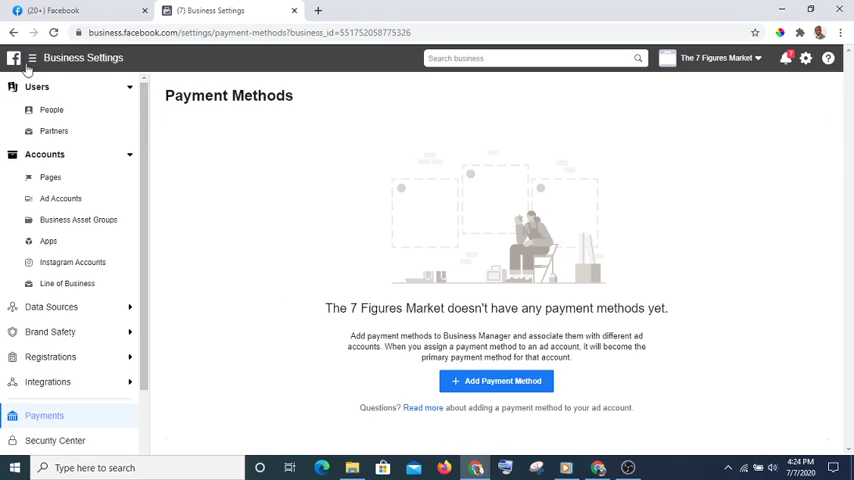 (20+) Facebook
(7) Business Settings
business.facebook.com/settings/payment-methods?business_id=551752058775326
Business Settings
Search business
The 7 Figures Market
7
Users
People
Partners
Accounts
Pages
Ad Accounts
Business Asset Groups
Apps
Instagram Accounts
Line of Business
Data Sources
Brand Safety
Registrations
Integrations
Payments
Security Center
Payment Methods
The 7 Figures Market doesn't have any payment methods yet.
Add payment methods to Business Manager and associate them with different ad
accounts. When you assign a payment method to an ad account, it will become the
primary payment method for that account.
+ Add Payment Method
Questions? Read more about adding a payment method to your ad account.
Type here to search
4:24 PM
7/7/2020